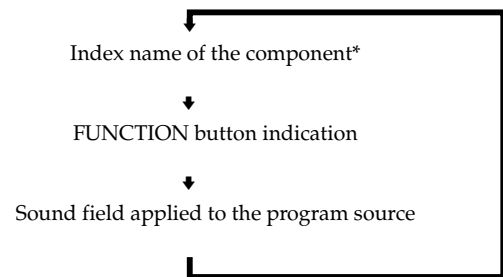 Index name of the component*
FUNCTION button indication
Sound field applied to the program source